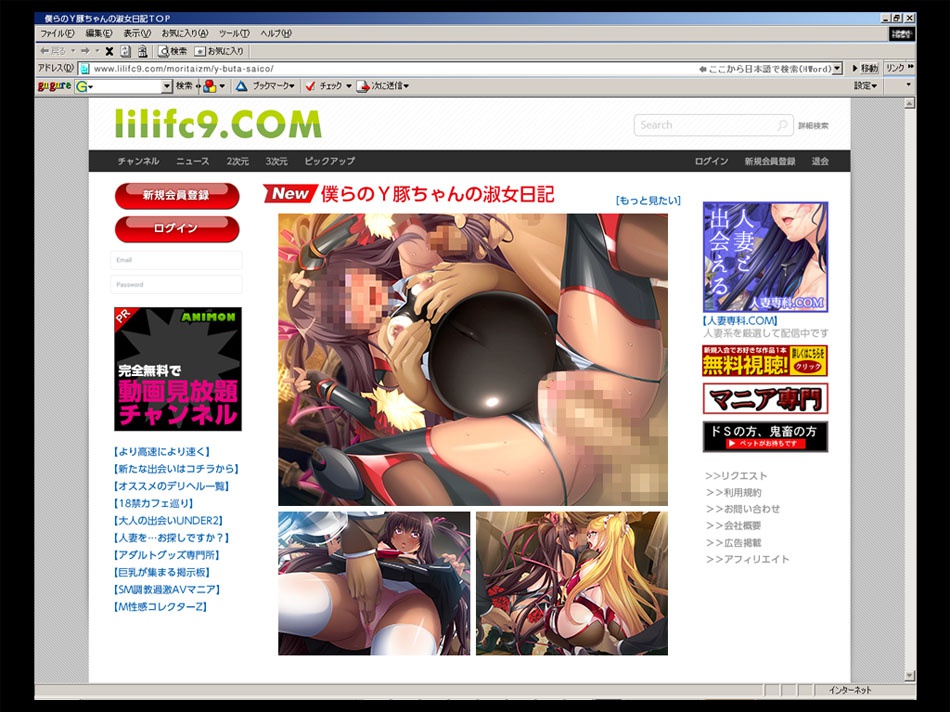 僕らのY豚ちゃんの淑女日記TOP
ファイル(F) 編集(E) 表示(V) お気に入り(A) ツール(T) ヘルプ(H)
戻る 検索 お気に入り
アドレス(D) www.lilifc9.com/moritaizm/y-buta-saico/ ここから日本語で検索(HWord) 移動 リンク »
gugure G 検索 ブックマーク チェック 次に送信 設定
lilifc9.COM
Search 詳細検索
チャンネル ニュース 2次元 3次元 ピックアップ ログイン 新規会員登録 退会
新規会員登録
ログイン
Email
Password
PR
ANIMON
完全無料で
動画見放題
チャンネル
【より高速により速く】
【新たな出会いはコチラから】
【オススメのデリヘル一覧】
【18禁カフェ巡り】
【大人の出会いUNDER2】
【人妻を…お探しですか?】
【アダルトグッズ専門所】
【巨乳が集まる掲示板】
【SM調教過激AVマニア】
【M性感コレクターZ】
New 僕らのY豚ちゃんの淑女日記
[もっと見たい]
人妻と
出会える
人妻専科.COM
【人妻専科.COM】
人妻系を厳選して配信中です
新規入会でお好きな作品1本
無料視聴!
詳しくはこちらを
クリック
マニア専門
ドSの方、鬼畜の方
▶ ペットがお待ちです
>>リクエスト
>>利用規約
>>お問い合わせ
>>会社概要
>>広告掲載
>>アフィリエイト
インターネット